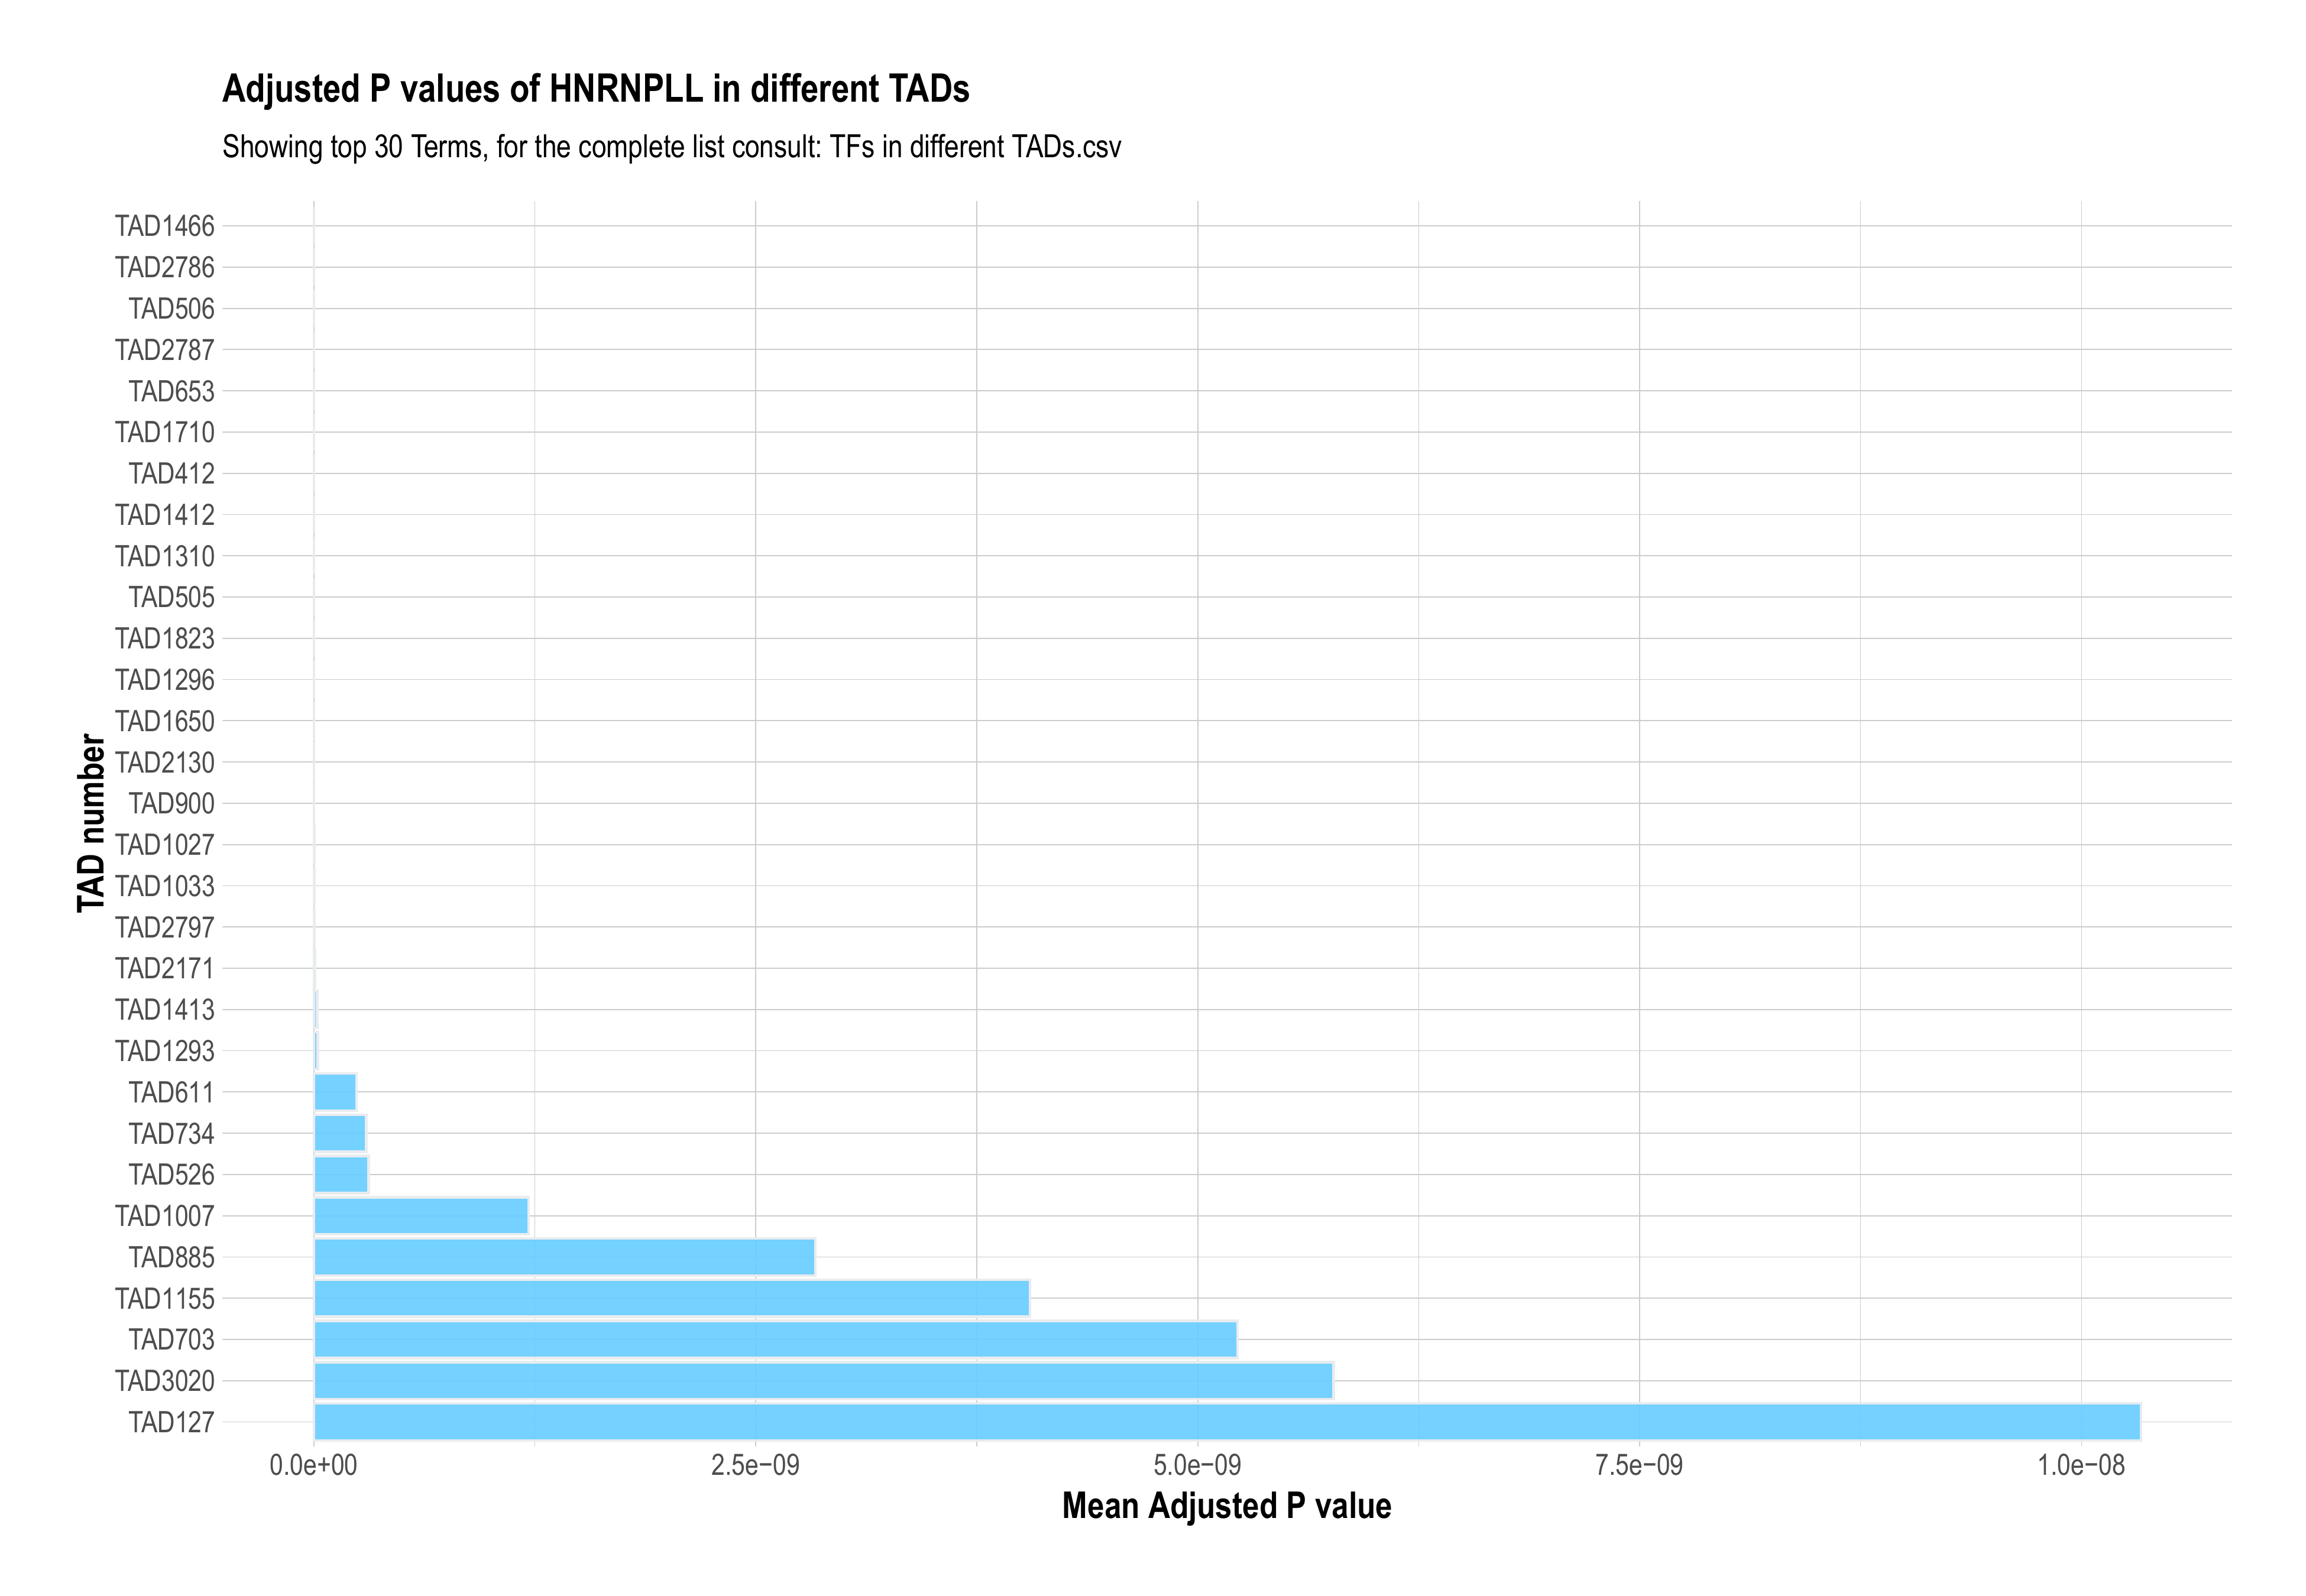 Adjusted P values of HNRNPLL in different TADs
Showing top 30 Terms, for the complete list consult: TFs in different TADs.csv
TAD number
TAD1466
TAD2786
TAD506
TAD2787
TAD653
TAD1710
TAD412
TAD1412
TAD1310
TAD505
TAD1823
TAD1296
TAD1650
TAD2130
TAD900
TAD1027
TAD1033
TAD2797
TAD2171
TAD1413
TAD1293
TAD611
TAD734
TAD526
TAD1007
TAD885
TAD1155
TAD703
TAD3020
TAD127
0.0e+00 2.5e−09 5.0e−09 7.5e−09 1.0e−08
Mean Adjusted P value